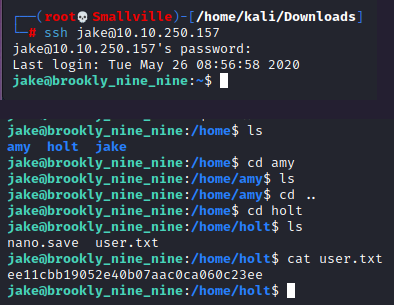 ┌──(root💀Smallville)-[/home/kali/Downloads]
└─# ssh jake@10.10.250.157
jake@10.10.250.157's password:
Last login: Tue May 26 08:56:58 2020
jake@brookly_nine_nine:~$
jake@brookly_nine_nine:/home$ ls
amy  holt  jake
jake@brookly_nine_nine:/home$ cd amy
jake@brookly_nine_nine:/home/amy$ ls
jake@brookly_nine_nine:/home/amy$ cd ..
jake@brookly_nine_nine:/home$ cd holt
jake@brookly_nine_nine:/home/holt$ ls
nano.save  user.txt
jake@brookly_nine_nine:/home/holt$ cat user.txt
ee11cbb19052e40b07aac0ca060c23ee
jake@brookly_nine_nine:/home/holt$